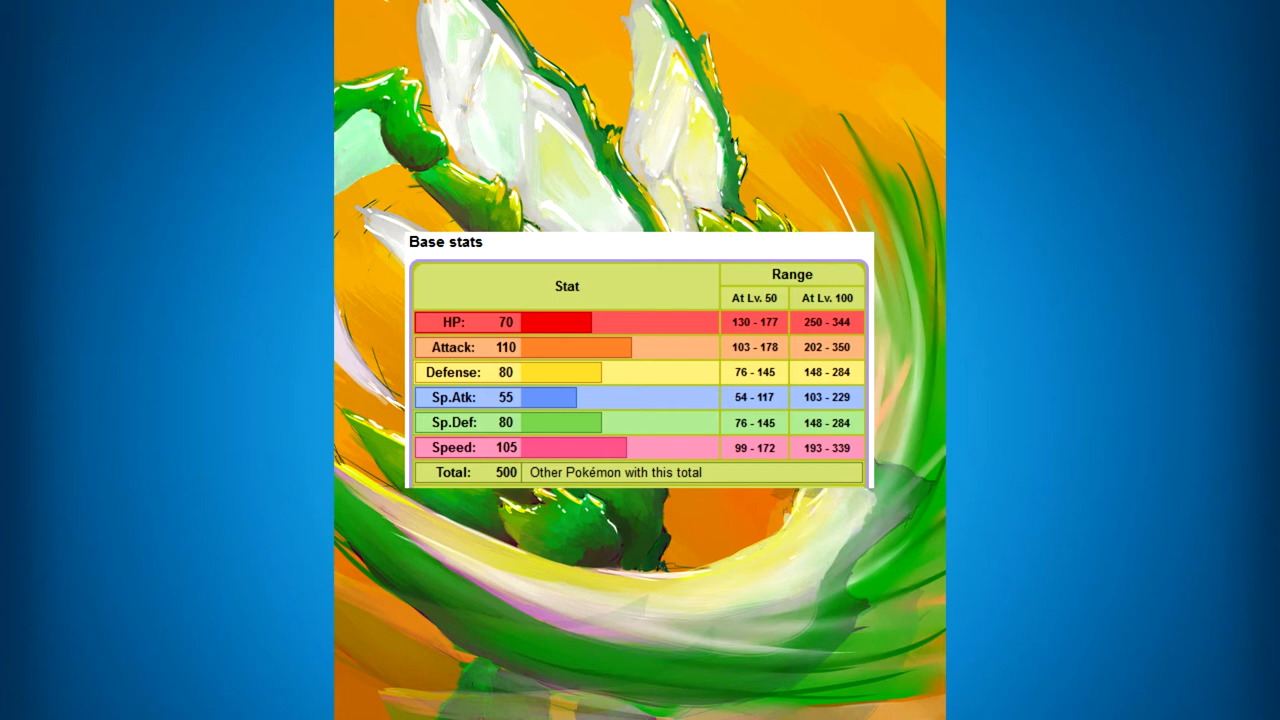 Base stats
Stat Range
At Lv. 50 At Lv. 100
HP: 70 130 - 177 250 - 344
Attack: 110 103 - 178 202 - 350
Defense: 80 76 - 145 148 - 284
Sp.Atk: 55 54 - 117 103 - 229
Sp.Def: 80 76 - 145 148 - 284
Speed: 105 99 - 172 193 - 339
Total: 500 Other Pokémon with this total